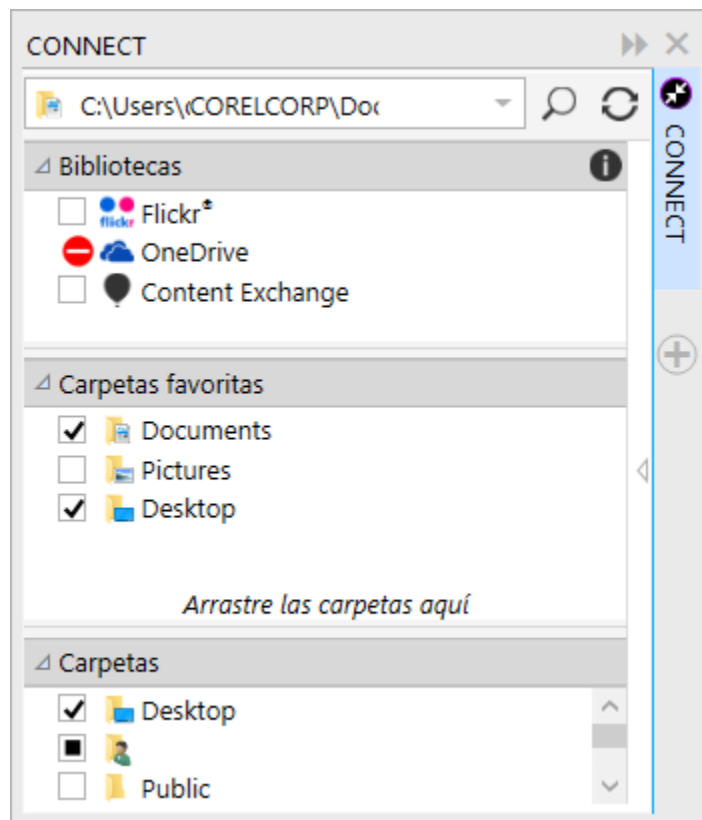 CONNECT
C:\Users\CORELCORP\Doc
CONNECT
Bibliotecas
flickr Flickr®
OneDrive
Content Exchange
Carpetas favoritas
Documents
Pictures
Desktop
Arrastre las carpetas aquí
Carpetas
Desktop
Public